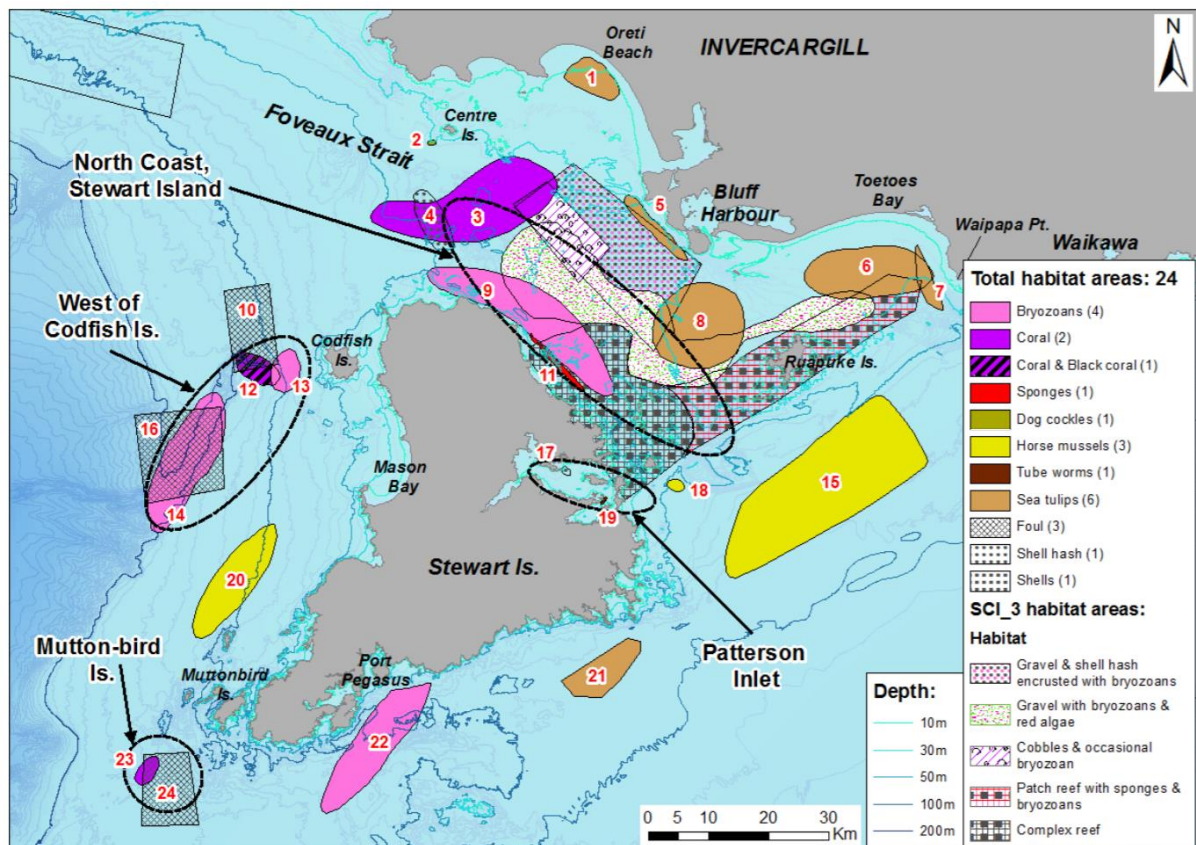 Oreti
Beach
INVERCARGILL
N
1
Centre
Is.
2
Foveaux Strait
North Coast,
Stewart Island
4
3
5
Bluff
Harbour
Toetoes
Bay
Waipapa Pt.
Waikawa
6
7
8
9
West of
Codfish Is.
10
Codfish
Is.
11
12
13
Ruapuke Is.
16
14
Mason
Bay
17
18
19
15
20
Stewart Is.
Patterson
Inlet
Mutton-bird
Is.
Muttonbird
Is.
Port
Pegasus
21
22
23
24
Total habitat areas: 24
Bryozoans (4)
Coral (2)
Coral & Black coral (1)
Sponges (1)
Dog cockles (1)
Horse mussels (3)
Tube worms (1)
Sea tulips (6)
Foul (3)
Shell hash (1)
Shells (1)
SCI_3 habitat areas:
Habitat
Gravel & shell hash
encrusted with bryozoans
Gravel with bryozoans &
red algae
Cobbles & occasional
bryozoan
Patch reef with sponges &
bryozoans
Complex reef
Depth:
10m
30m
50m
100m
200m
0 5 10 20 30
Km